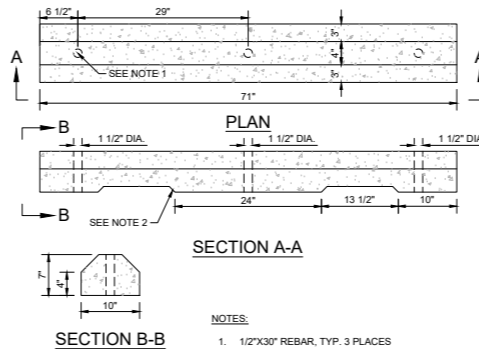 6 1/2" 29"
A A
3"
4"
3"
SEE NOTE 1
71"
PLAN
B
1 1/2" DIA. 1 1/2" DIA. 1 1/2" DIA.
B
SEE NOTE 2
24" 13 1/2" 10"
SECTION A-A
7"
4"
10"
SECTION B-B
NOTES:
1. 1/2"X30" REBAR, TYP. 3 PLACES